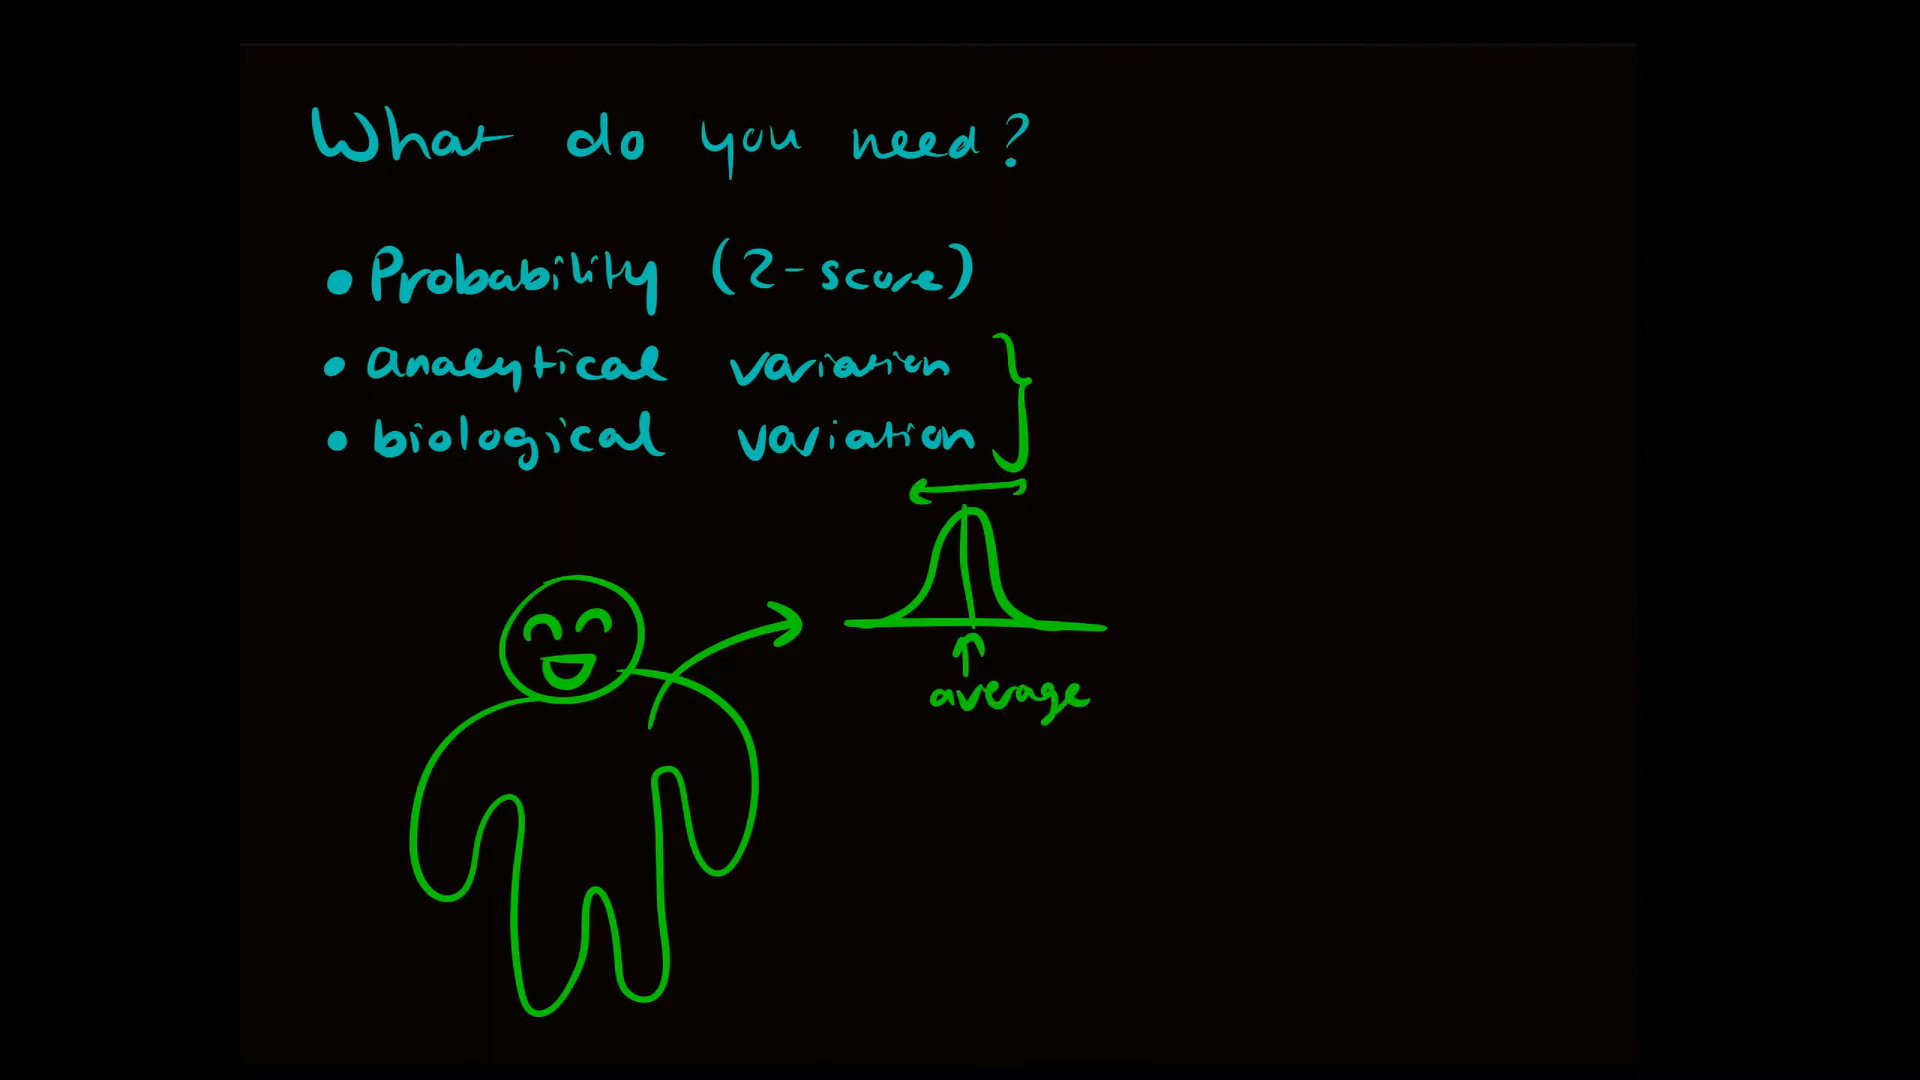 What do you need?
• Probability (Z-score)
• analytical variation
• biological variation
average